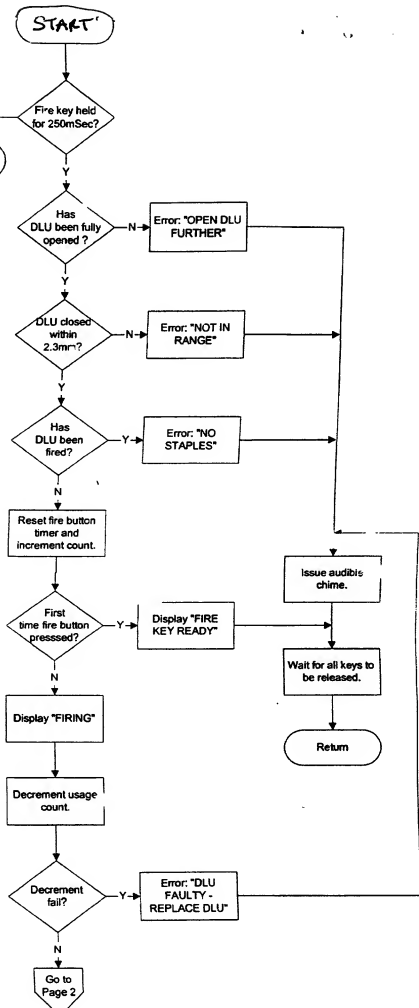 START
Fire key held
for 250mSec?
Y
Has
DLU been fully
opened ?
N
Error: "OPEN DLU
FURTHER"
Y
DLU closed
within
2.3mm?
N
Error: "NOT IN
RANGE"
Y
Has
DLU been
fired?
Y
Error: "NO
STAPLES"
N
Reset fire button
timer and
increment count.
Issue audible
chime.
First
time fire button
presssed?
Y
Display "FIRE
KEY READY"
Wait for all keys to
be released.
N
Display "FIRING"
Return
Decrement usage
count.
Decrement
fail?
Y
Error: "DLU
FAULTY -
REPLACE DLU"
N
Go to
Page 2